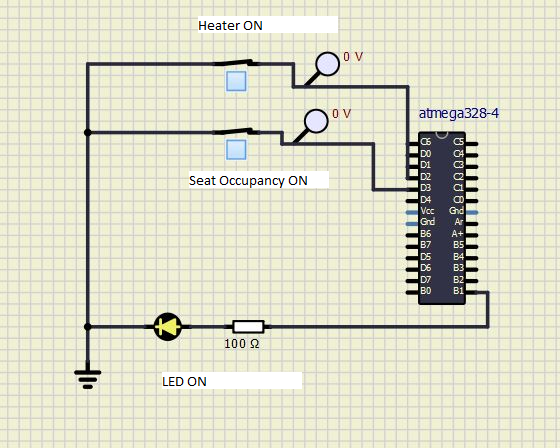 Heater ON
0 V
0 V
Seat Occupancy ON
atmega328-4
C6 C5
D0 C4
D1 C3
D2 C2
D3 C1
D4 C0
Vcc Gnd
Gnd Ar
B6 A+
B7 B5
D5 B4
D6 B3
D7 B2
B0 B1
100 Ω
LED ON